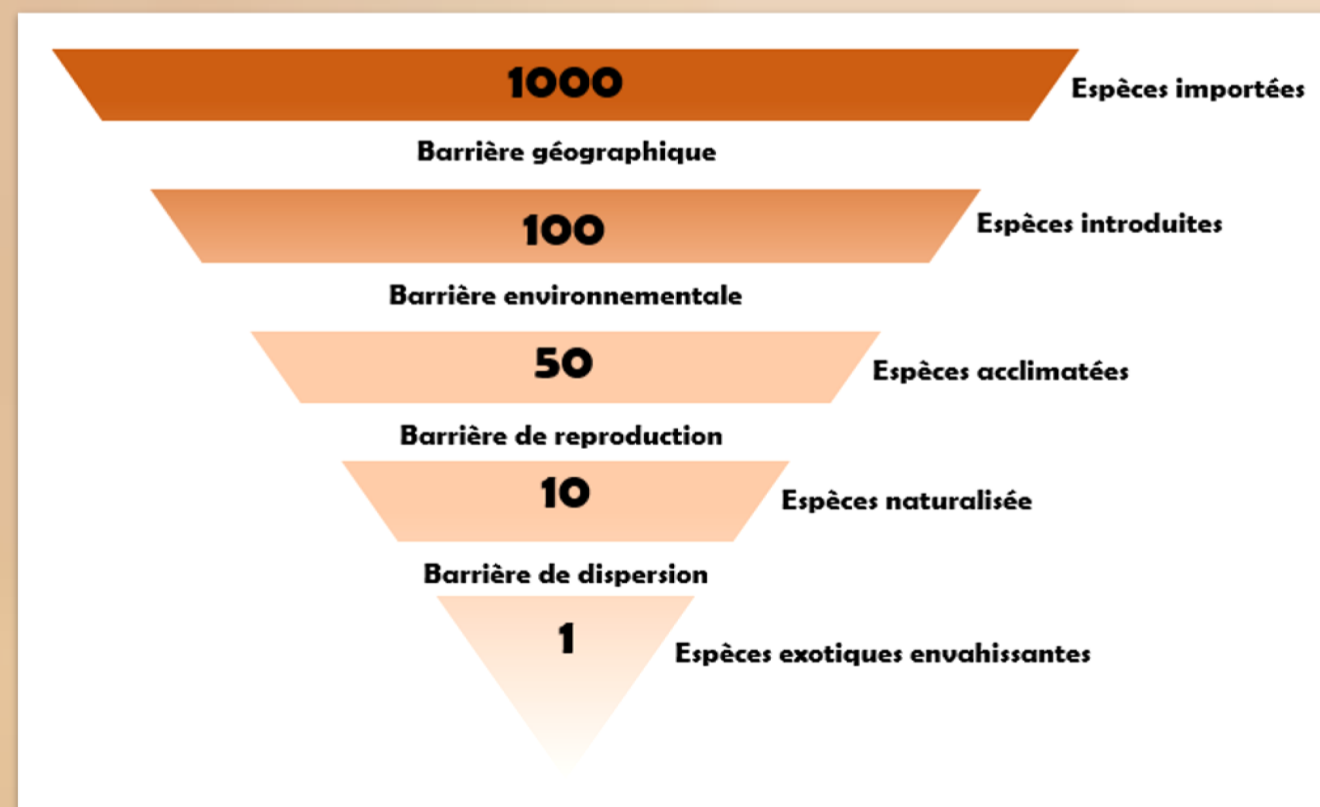 1000
Espèces importées
Barrière géographique
100
Espèces introduites
Barrière environnementale
50
Espèces acclimatées
Barrière de reproduction
10
Espèces naturalisée
Barrière de dispersion
1
Espèces exotiques envahissantes